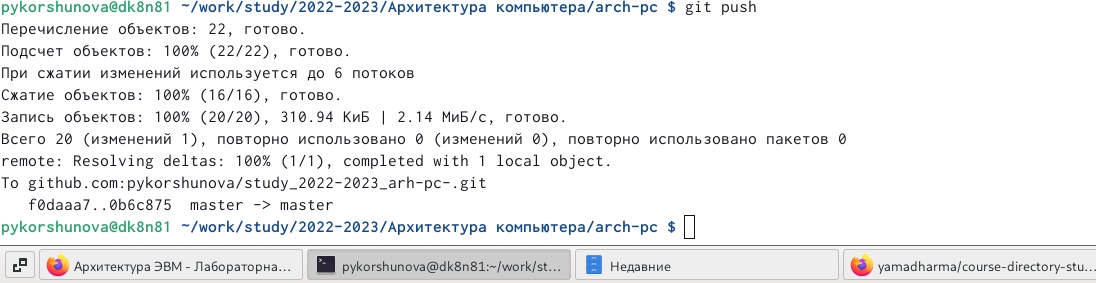 pykorshunova@dk8n81 ~/work/study/2022-2023/Архитектура компьютера/arch-pc $ git push
Перечисление объектов: 22, готово.
Подсчет объектов: 100% (22/22), готово.
При сжатии изменений используется до 6 потоков
Сжатие объектов: 100% (16/16), готово.
Запись объектов: 100% (20/20), 310.94 КиБ | 2.14 МиБ/с, готово.
Всего 20 (изменений 1), повторно использовано 0 (изменений 0), повторно использовано пакетов 0
remote: Resolving deltas: 100% (1/1), completed with 1 local object.
To github.com:pykorshunova/study_2022-2023_arh-pc-.git
   f0daaa7..0b6c875  master -> master
pykorshunova@dk8n81 ~/work/study/2022-2023/Архитектура компьютера/arch-pc $
Архитектура ЭВМ - Лабораторна... pykorshunova@dk8n81:~/work/st... Недавние yamadharma/course-directory-stu...